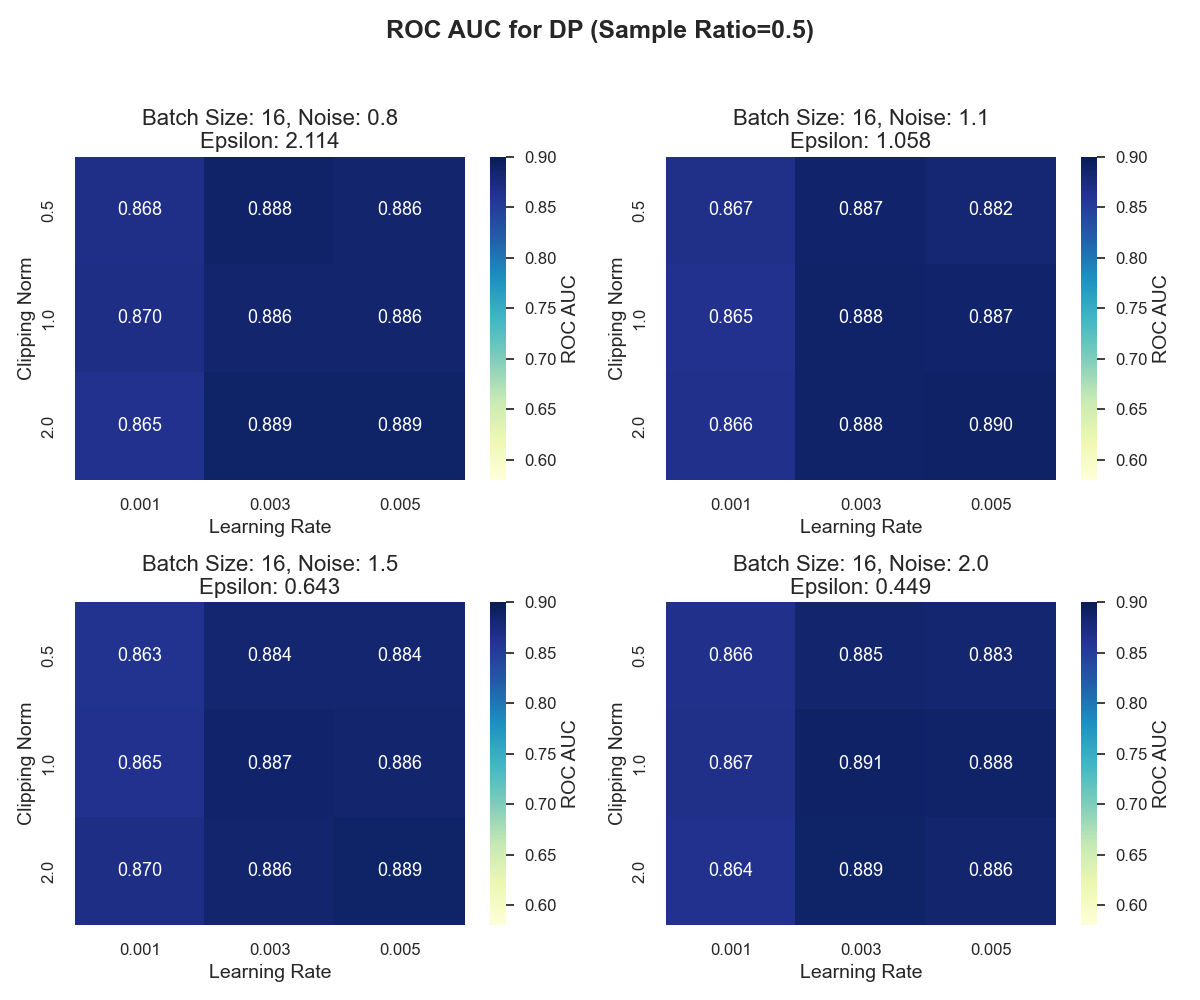 ROC AUC for DP (Sample Ratio=0.5)
Batch Size: 16, Noise: 0.8
Epsilon: 2.114
Clipping Norm
0.5
1.0
2.0
0.868 0.888 0.886
0.870 0.886 0.886
0.865 0.889 0.889
0.001 0.003 0.005
Learning Rate
0.90
0.85
0.80
0.75
0.70
0.65
0.60
ROC AUC
Batch Size: 16, Noise: 1.1
Epsilon: 1.058
Clipping Norm
0.5
1.0
2.0
0.867 0.887 0.882
0.865 0.888 0.887
0.866 0.888 0.890
0.001 0.003 0.005
Learning Rate
0.90
0.85
0.80
0.75
0.70
0.65
0.60
ROC AUC
Batch Size: 16, Noise: 1.5
Epsilon: 0.643
Clipping Norm
0.5
1.0
2.0
0.863 0.884 0.884
0.865 0.887 0.886
0.870 0.886 0.889
0.001 0.003 0.005
Learning Rate
0.90
0.85
0.80
0.75
0.70
0.65
0.60
ROC AUC
Batch Size: 16, Noise: 2.0
Epsilon: 0.449
Clipping Norm
0.5
1.0
2.0
0.866 0.885 0.883
0.867 0.891 0.888
0.864 0.889 0.886
0.001 0.003 0.005
Learning Rate
0.90
0.85
0.80
0.75
0.70
0.65
0.60
ROC AUC